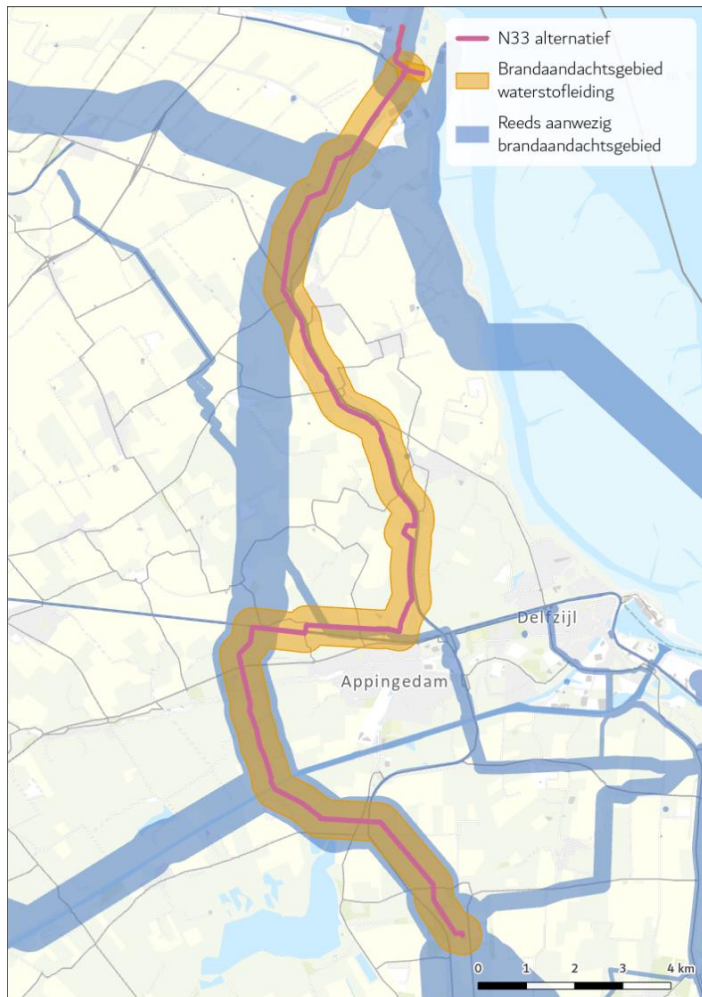 N33 alternatief
Brandaandachtsgebied
waterstofleiding
Reeds aanwezig
brandaandachtsgebied
Delfzijl
Appingedam
0 1 2 3 4 km